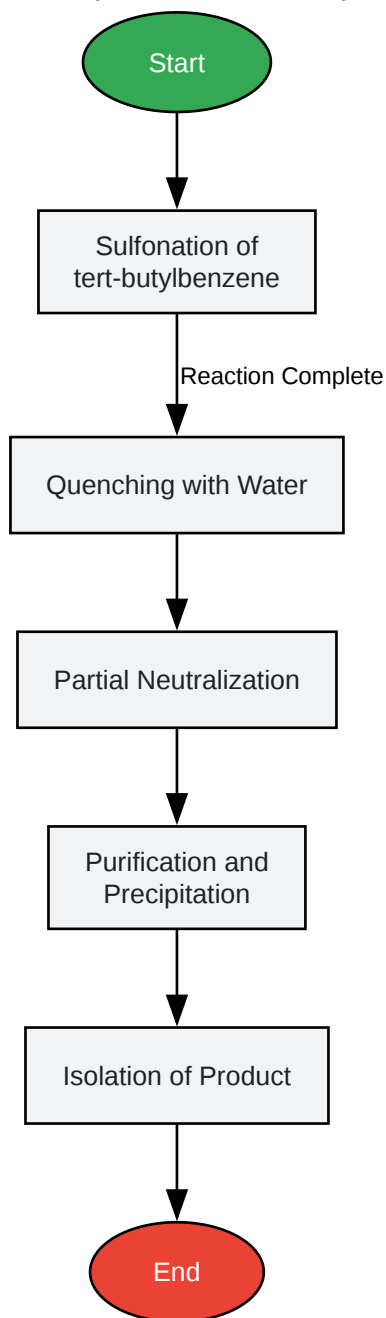 Start
Sulfonation of
tert-butylbenzene
Reaction Complete
Quenching with Water
Partial Neutralization
Purification and
Precipitation
Isolation of Product
End